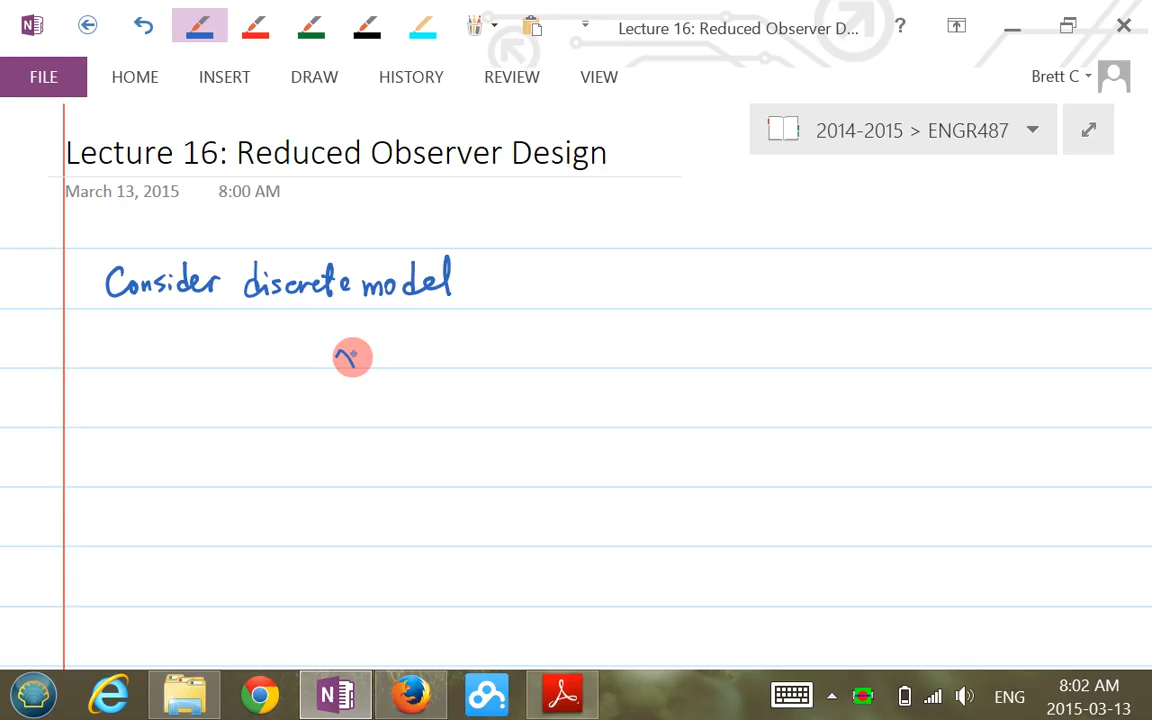 Lecture 16: Reduced Observer D...
?
FILE HOME INSERT DRAW HISTORY REVIEW VIEW
Brett C
2014-2015 > ENGR487
Lecture 16: Reduced Observer Design
March 13, 2015 8:00 AM
Consider discrete model
ENG
8:02 AM
2015-03-13